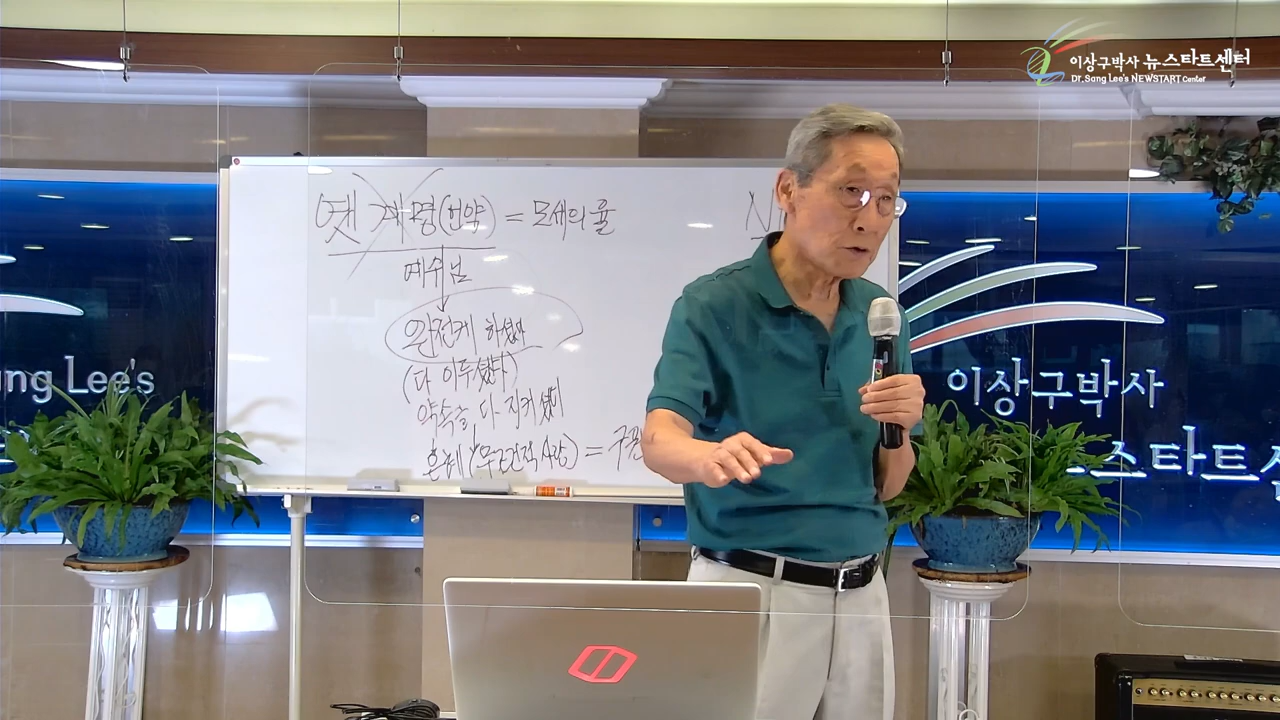 이상구박사 뉴스타트센터
Dr. Sang Lee's NEWSTART Center
옛 계명(언약) = 모세의 율
예수님
완전케 하셨다
(다 이루셨다)
약속을 다 지키셨다
은혜 (무조건적 사랑) = 구원
ng Lee's
이상구박사
스타트